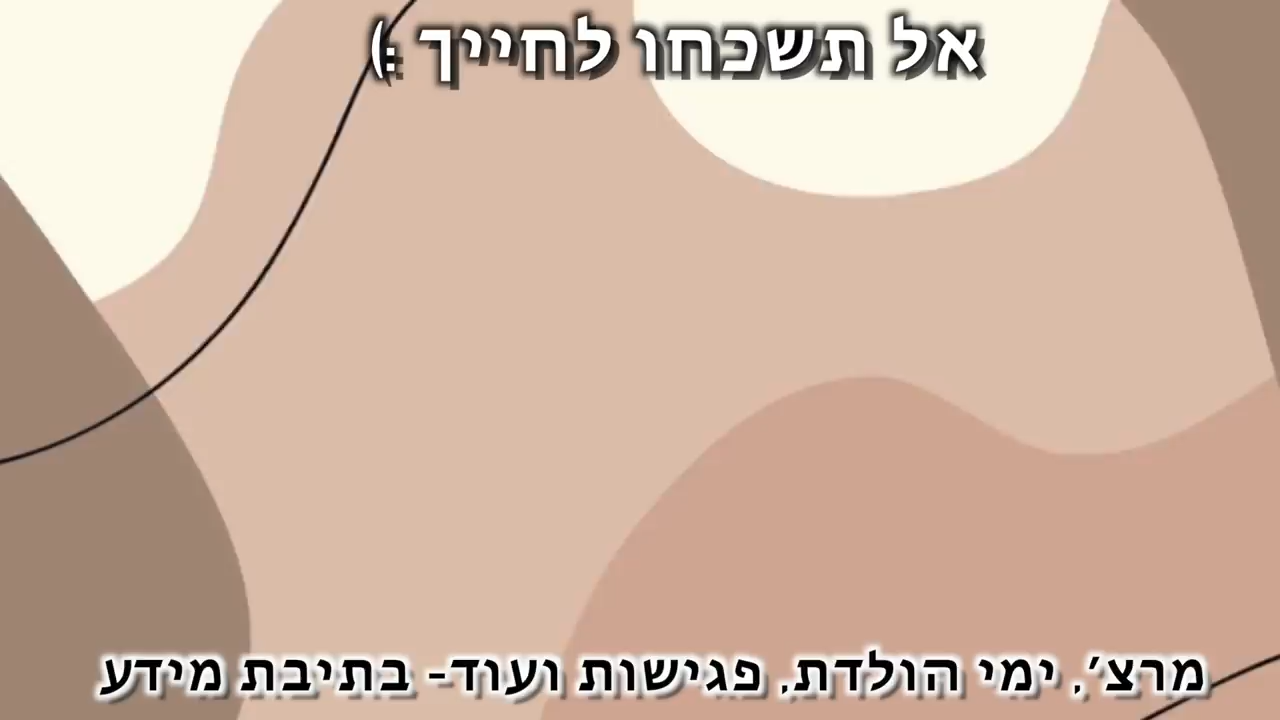 אל תשכחו לחייך :)
מרצ', ימי הולדת, פגישות ועוד- בתיבת מידע